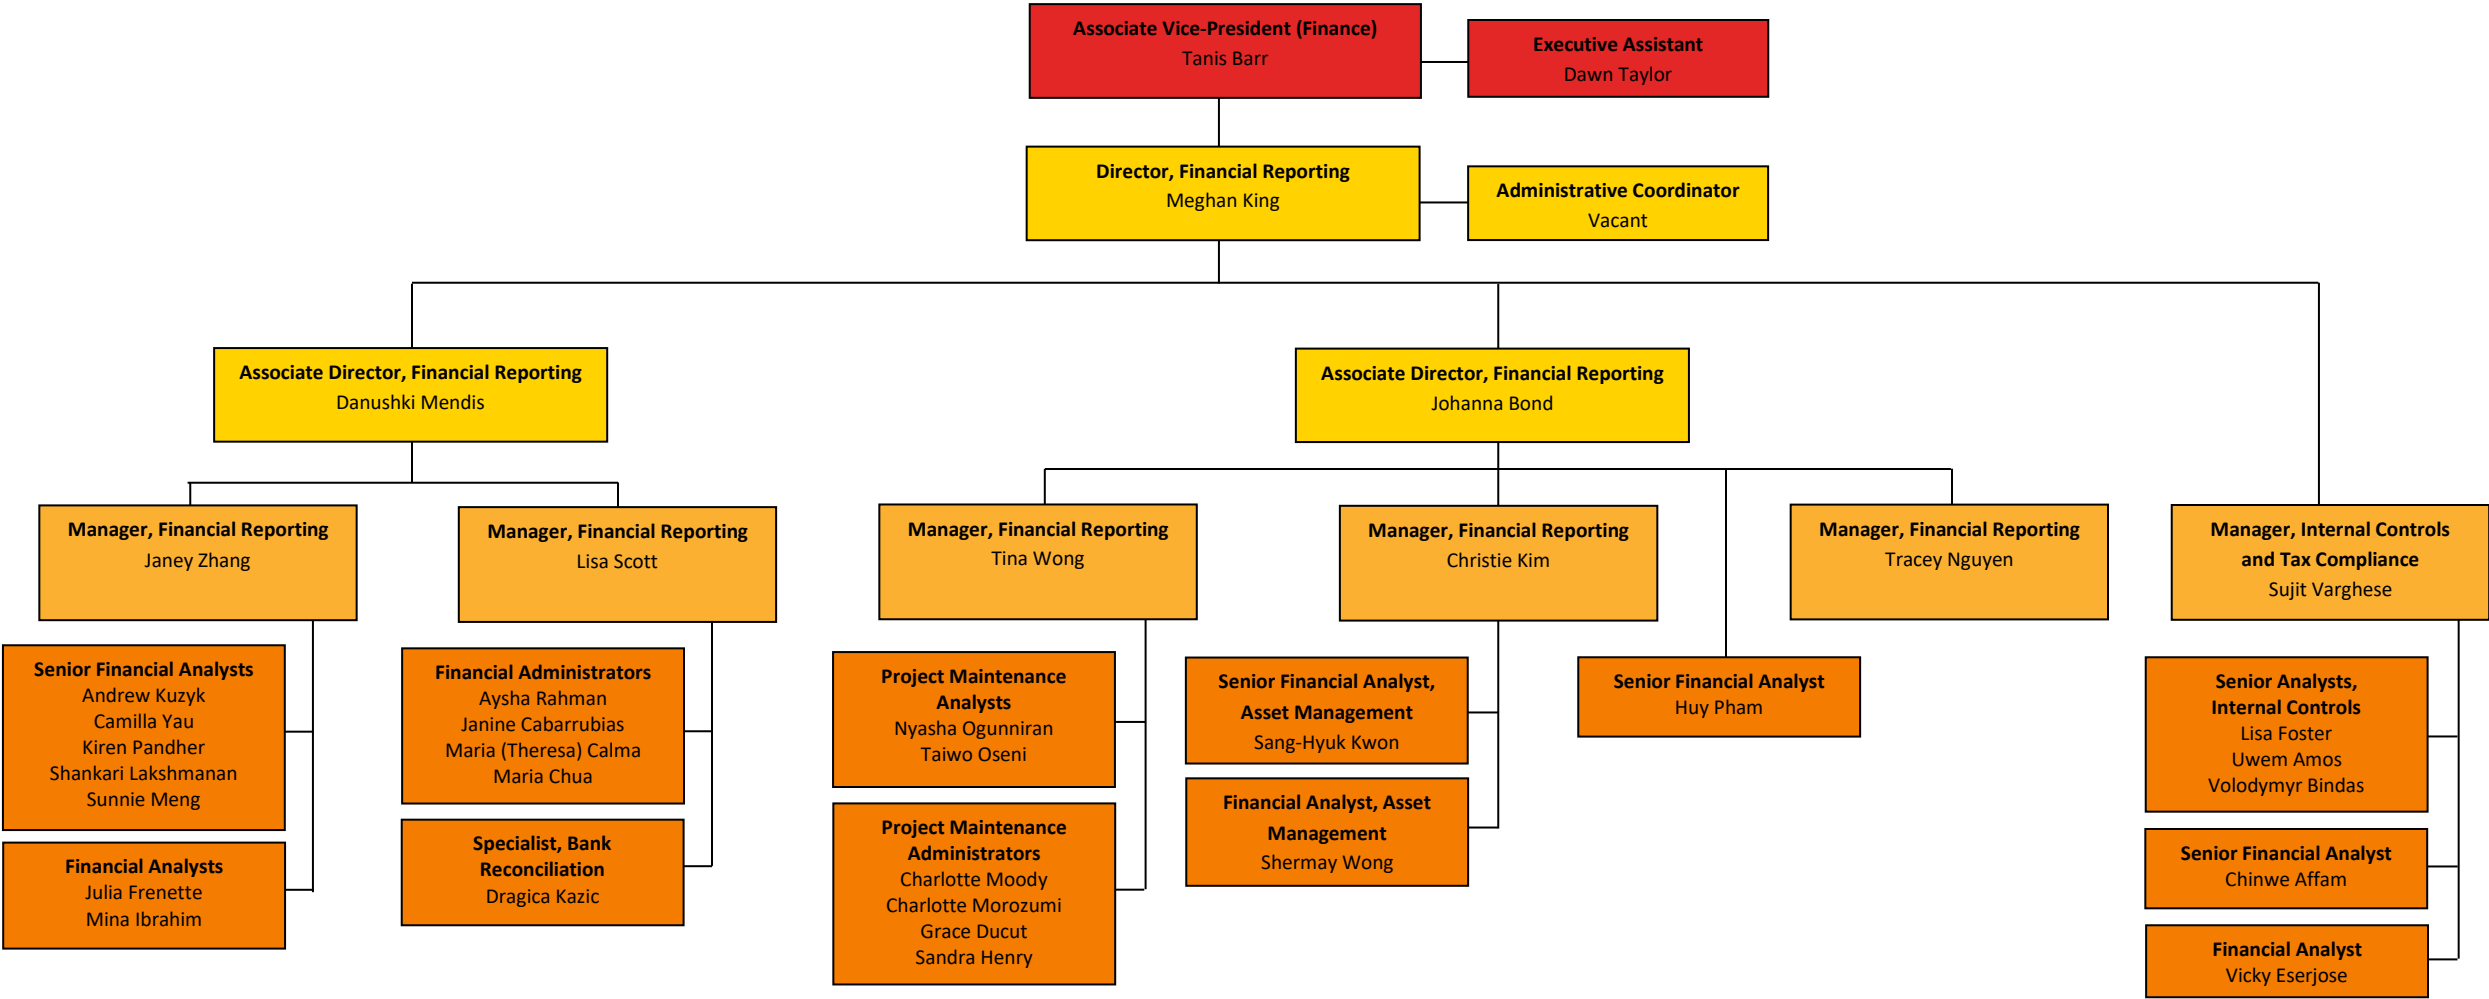 Associate Vice-President (Finance)
Tanis Barr
Executive Assistant
Dawn Taylor
Director, Financial Reporting
Meghan King
Administrative Coordinator
Vacant
Associate Director, Financial Reporting
Danushki Mendis
Associate Director, Financial Reporting
Johanna Bond
Manager, Financial Reporting
Janey Zhang
Manager, Financial Reporting
Lisa Scott
Manager, Financial Reporting
Tina Wong
Manager, Financial Reporting
Christie Kim
Manager, Financial Reporting
Tracey Nguyen
Manager, Internal Controls
and Tax Compliance
Sujit Varghese
Senior Financial Analysts
Andrew Kuzyk
Camilla Yau
Kiren Pandher
Shankari Lakshmanan
Sunnie Meng
Financial Analysts
Julia Frenette
Mina Ibrahim
Financial Administrators
Aysha Rahman
Janine Cabarrubias
Maria (Theresa) Calma
Maria Chua
Specialist, Bank
Reconciliation
Dragica Kazic
Project Maintenance
Analysts
Nyasha Ogunniran
Taiwo Oseni
Project Maintenance
Administrators
Charlotte Moody
Charlotte Morozumi
Grace Ducut
Sandra Henry
Senior Financial Analyst,
Asset Management
Sang-Hyuk Kwon
Financial Analyst, Asset
Management
Shermay Wong
Senior Financial Analyst
Huy Pham
Senior Analysts,
Internal Controls
Lisa Foster
Uwem Amos
Volodymyr Bindas
Senior Financial Analyst
Chinwe Affam
Financial Analyst
Vicky Eserjose